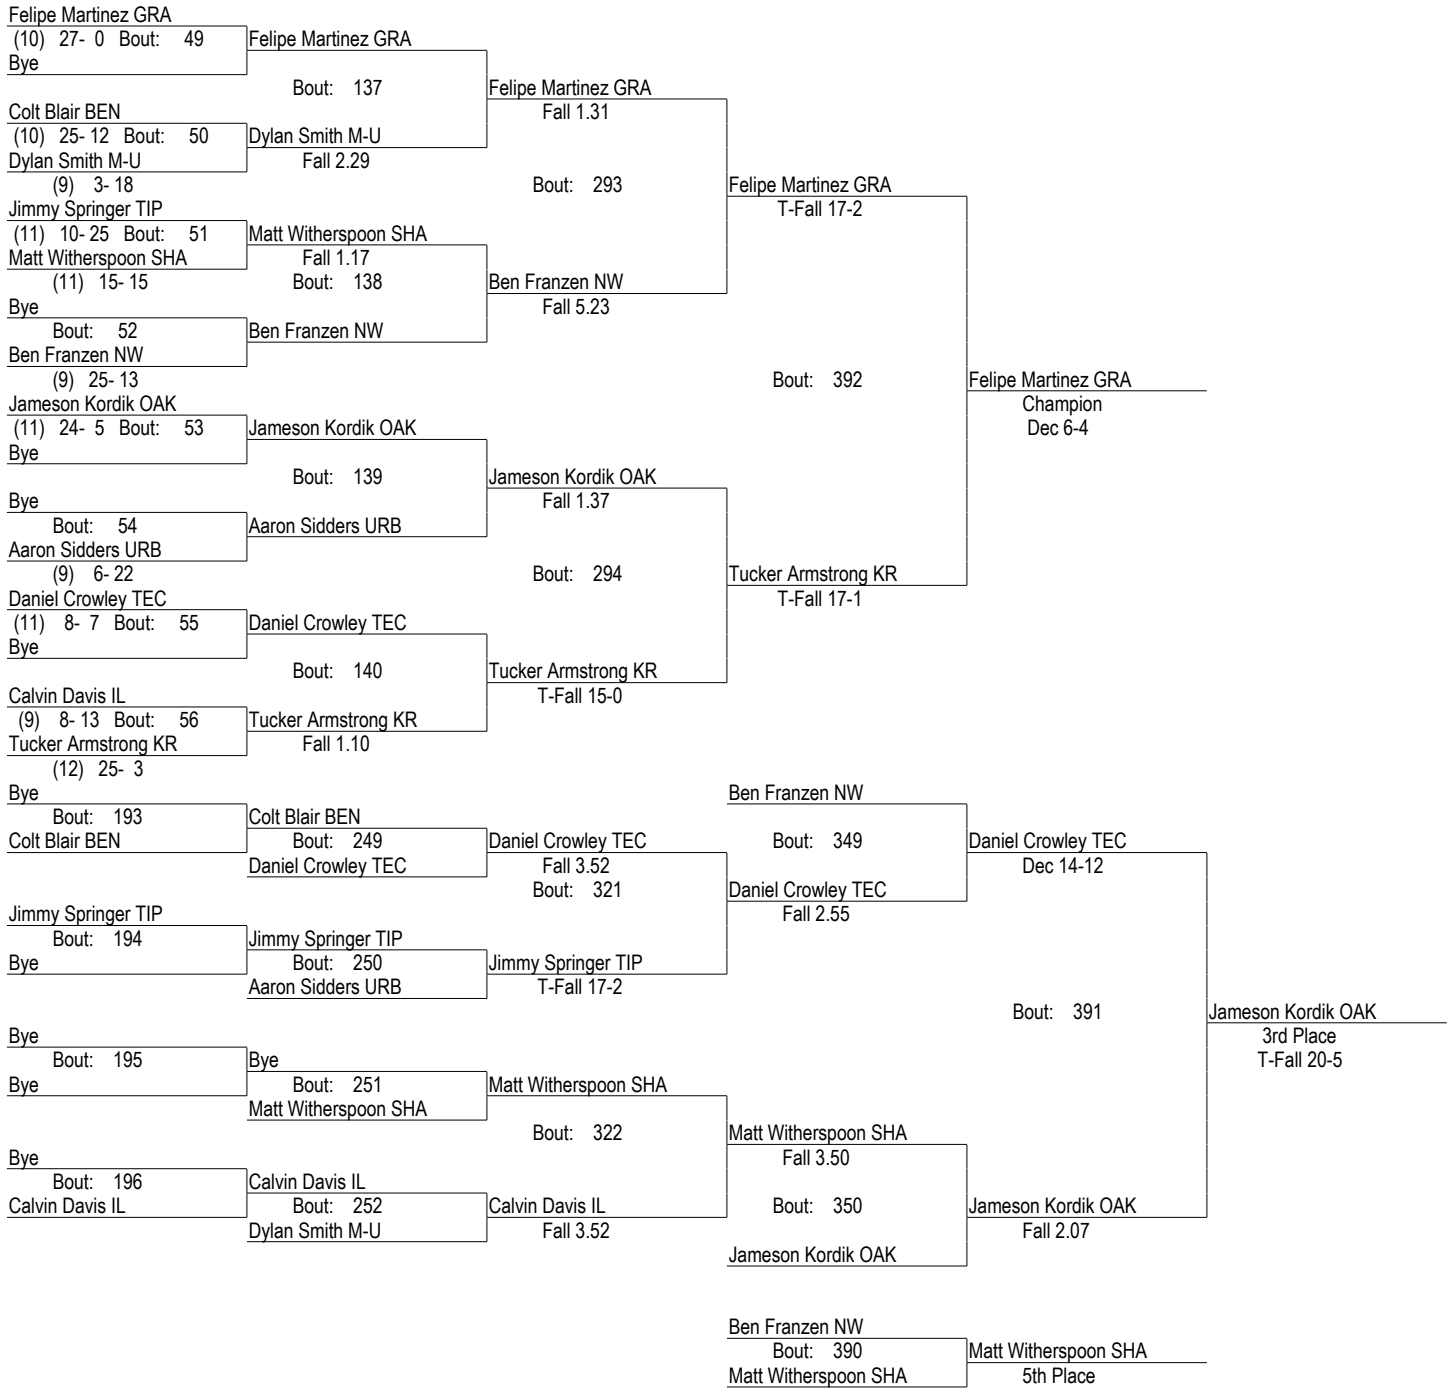 Felipe Martinez GRA
(10) 27- 0 Bout: 49 Felipe Martinez GRA
Bye
Bout: 137 Felipe Martinez GRA
Colt Blair BEN Fall 1.31
(10) 25- 12 Bout: 50 Dylan Smith M-U
Dylan Smith M-U Fall 2.29
(9) 3- 18 Bout: 293 Felipe Martinez GRA
Jimmy Springer TIP T-Fall 17-2
(11) 10- 25 Bout: 51 Matt Witherspoon SHA
Matt Witherspoon SHA Fall 1.17
(11) 15- 15 Bout: 138 Ben Franzen NW
Bye Fall 5.23
Bout: 52 Ben Franzen NW
Ben Franzen NW
(9) 25- 13 Bout: 392 Felipe Martinez GRA
Jameson Kordik OAK Champion
(11) 24- 5 Bout: 53 Jameson Kordik OAK Dec 6-4
Bye
Bout: 139 Jameson Kordik OAK
Bye Fall 1.37
Bout: 54 Aaron Sidders URB
Aaron Sidders URB
(9) 6- 22 Bout: 294 Tucker Armstrong KR
Daniel Crowley TEC T-Fall 17-1
(11) 8- 7 Bout: 55 Daniel Crowley TEC
Bye
Bout: 140 Tucker Armstrong KR
Calvin Davis IL T-Fall 15-0
(9) 8- 13 Bout: 56 Tucker Armstrong KR
Tucker Armstrong KR Fall 1.10
(12) 25- 3
Bye Ben Franzen NW
Bout: 193 Colt Blair BEN
Colt Blair BEN Bout: 249 Daniel Crowley TEC Bout: 349 Daniel Crowley TEC
Daniel Crowley TEC Fall 3.52 Dec 14-12
Bout: 321 Daniel Crowley TEC
Jimmy Springer TIP Fall 2.55
Bout: 194 Jimmy Springer TIP
Bye Bout: 250 Jimmy Springer TIP
Aaron Sidders URB T-Fall 17-2
Bout: 391 Jameson Kordik OAK
Bye 3rd Place
Bout: 195 Bye T-Fall 20-5
Bye Bout: 251 Matt Witherspoon SHA
Matt Witherspoon SHA
Bout: 322 Matt Witherspoon SHA
Bye Fall 3.50
Bout: 196 Calvin Davis IL
Calvin Davis IL Bout: 252 Calvin Davis IL Bout: 350 Jameson Kordik OAK
Dylan Smith M-U Fall 3.52 Fall 2.07
Jameson Kordik OAK
Ben Franzen NW
Bout: 390 Matt Witherspoon SHA
Matt Witherspoon SHA 5th Place